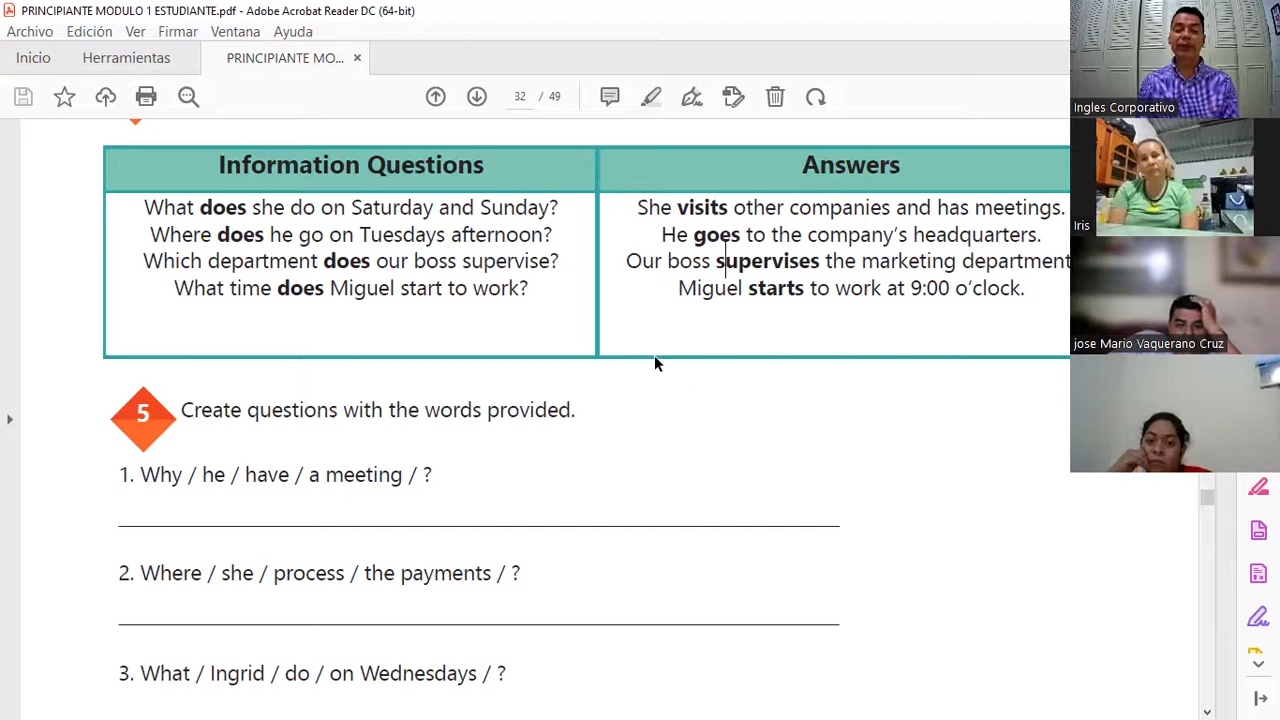 PRINCIPIANTE MODULO 1 ESTUDIANTE.pdf - Adobe Acrobat Reader DC (64-bit)
Archivo Edición Ver Firmar Ventana Ayuda
Inicio Herramientas PRINCIPIANTE MO... ×
32 / 49
Information Questions
What does she do on Saturday and Sunday?
Where does he go on Tuesdays afternoon?
Which department does our boss supervise?
What time does Miguel start to work?
Answers
She visits other companies and has meetings.
He goes to the company's headquarters.
Our boss supervises the marketing department
Miguel starts to work at 9:00 o'clock.
5 Create questions with the words provided.
1. Why / he / have / a meeting / ?
2. Where / she / process / the payments / ?
3. What / Ingrid / do / on Wednesdays / ?
Ingles Corporativo
Iris
jose Mario Vaquerano Cruz